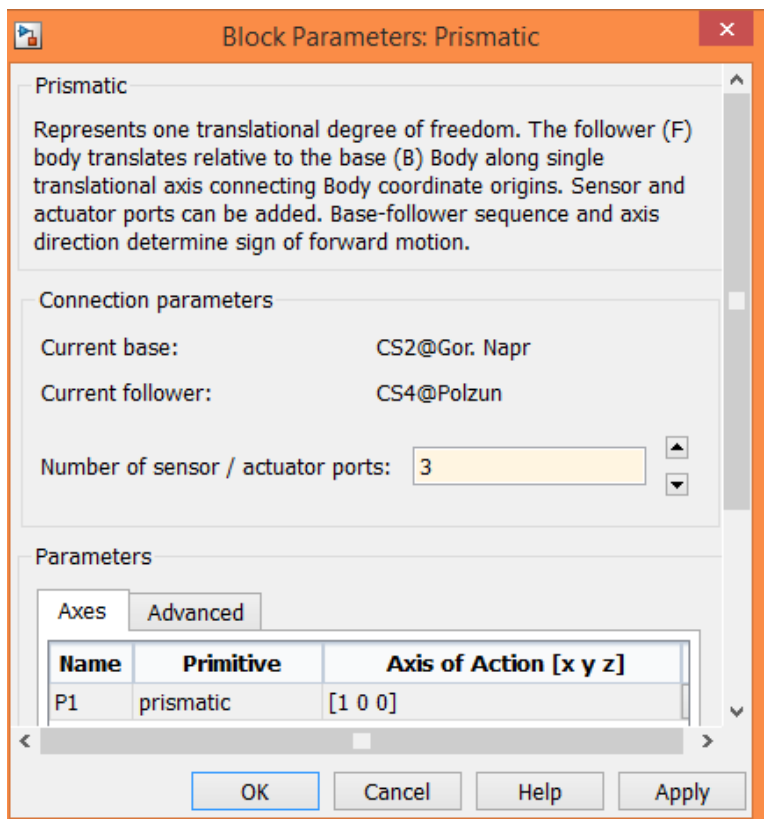 Block Parameters: Prismatic
Prismatic
Represents one translational degree of freedom. The follower (F)
body translates relative to the base (B) Body along single
translational axis connecting Body coordinate origins. Sensor and
actuator ports can be added. Base-follower sequence and axis
direction determine sign of forward motion.
Connection parameters
Current base: CS2@Gor. Napr
Current follower: CS4@Polzun
Number of sensor / actuator ports: 3
Parameters
Axes Advanced
Name Primitive Axis of Action [x y z]
P1 prismatic [1 0 0]
OK Cancel Help Apply